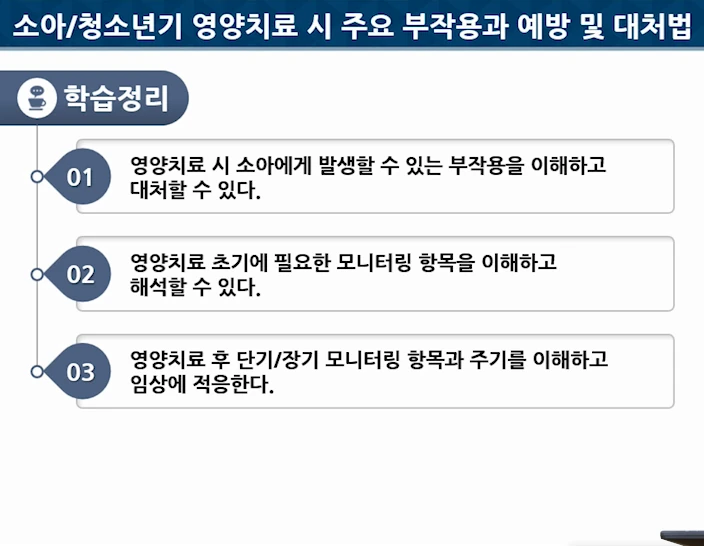 소아/청소년기 영양치료 시 주요 부작용과 예방 및 대처법
학습정리
01
영양치료 시 소아에게 발생할 수 있는 부작용을 이해하고
대처할 수 있다.
02
영양치료 초기에 필요한 모니터링 항목을 이해하고
해석할 수 있다.
03
영양치료 후 단기/장기 모니터링 항목과 주기를 이해하고
임상에 적응한다.